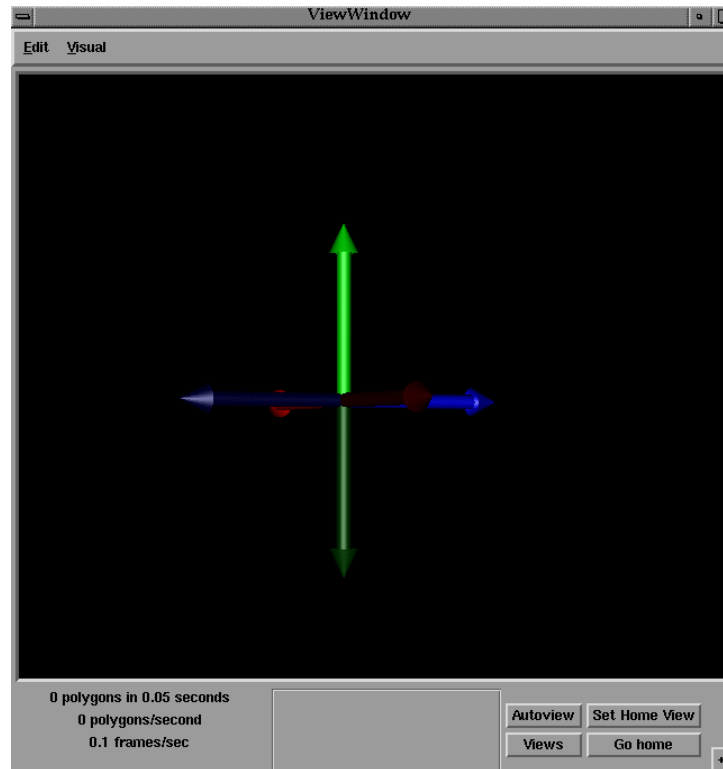 ViewWindow
Edit Visual
0 polygons in 0.05 seconds
0 polygons/second
0.1 frames/sec
Autoview Set Home View
Views Go home